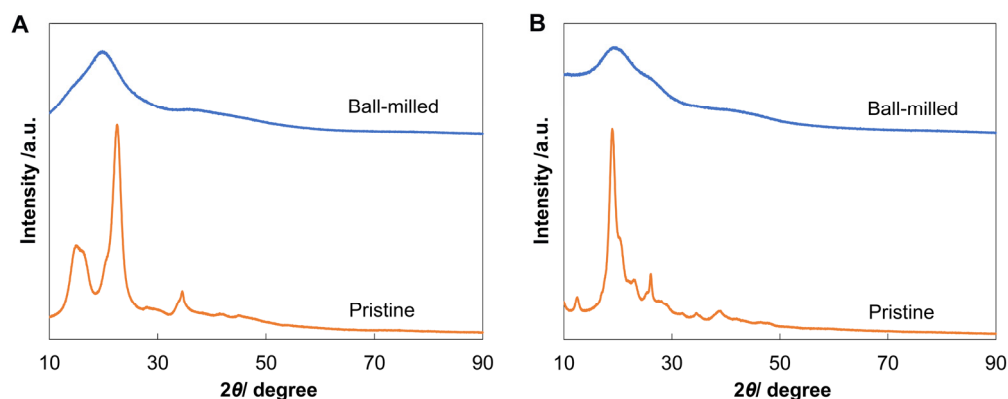 A
Ball-milled
Pristine
Intensity /a.u.
10 30 50 70 90
2θ/ degree
B
Ball-milled
Pristine
Intensity /a.u.
10 30 50 70 90
2θ/ degree